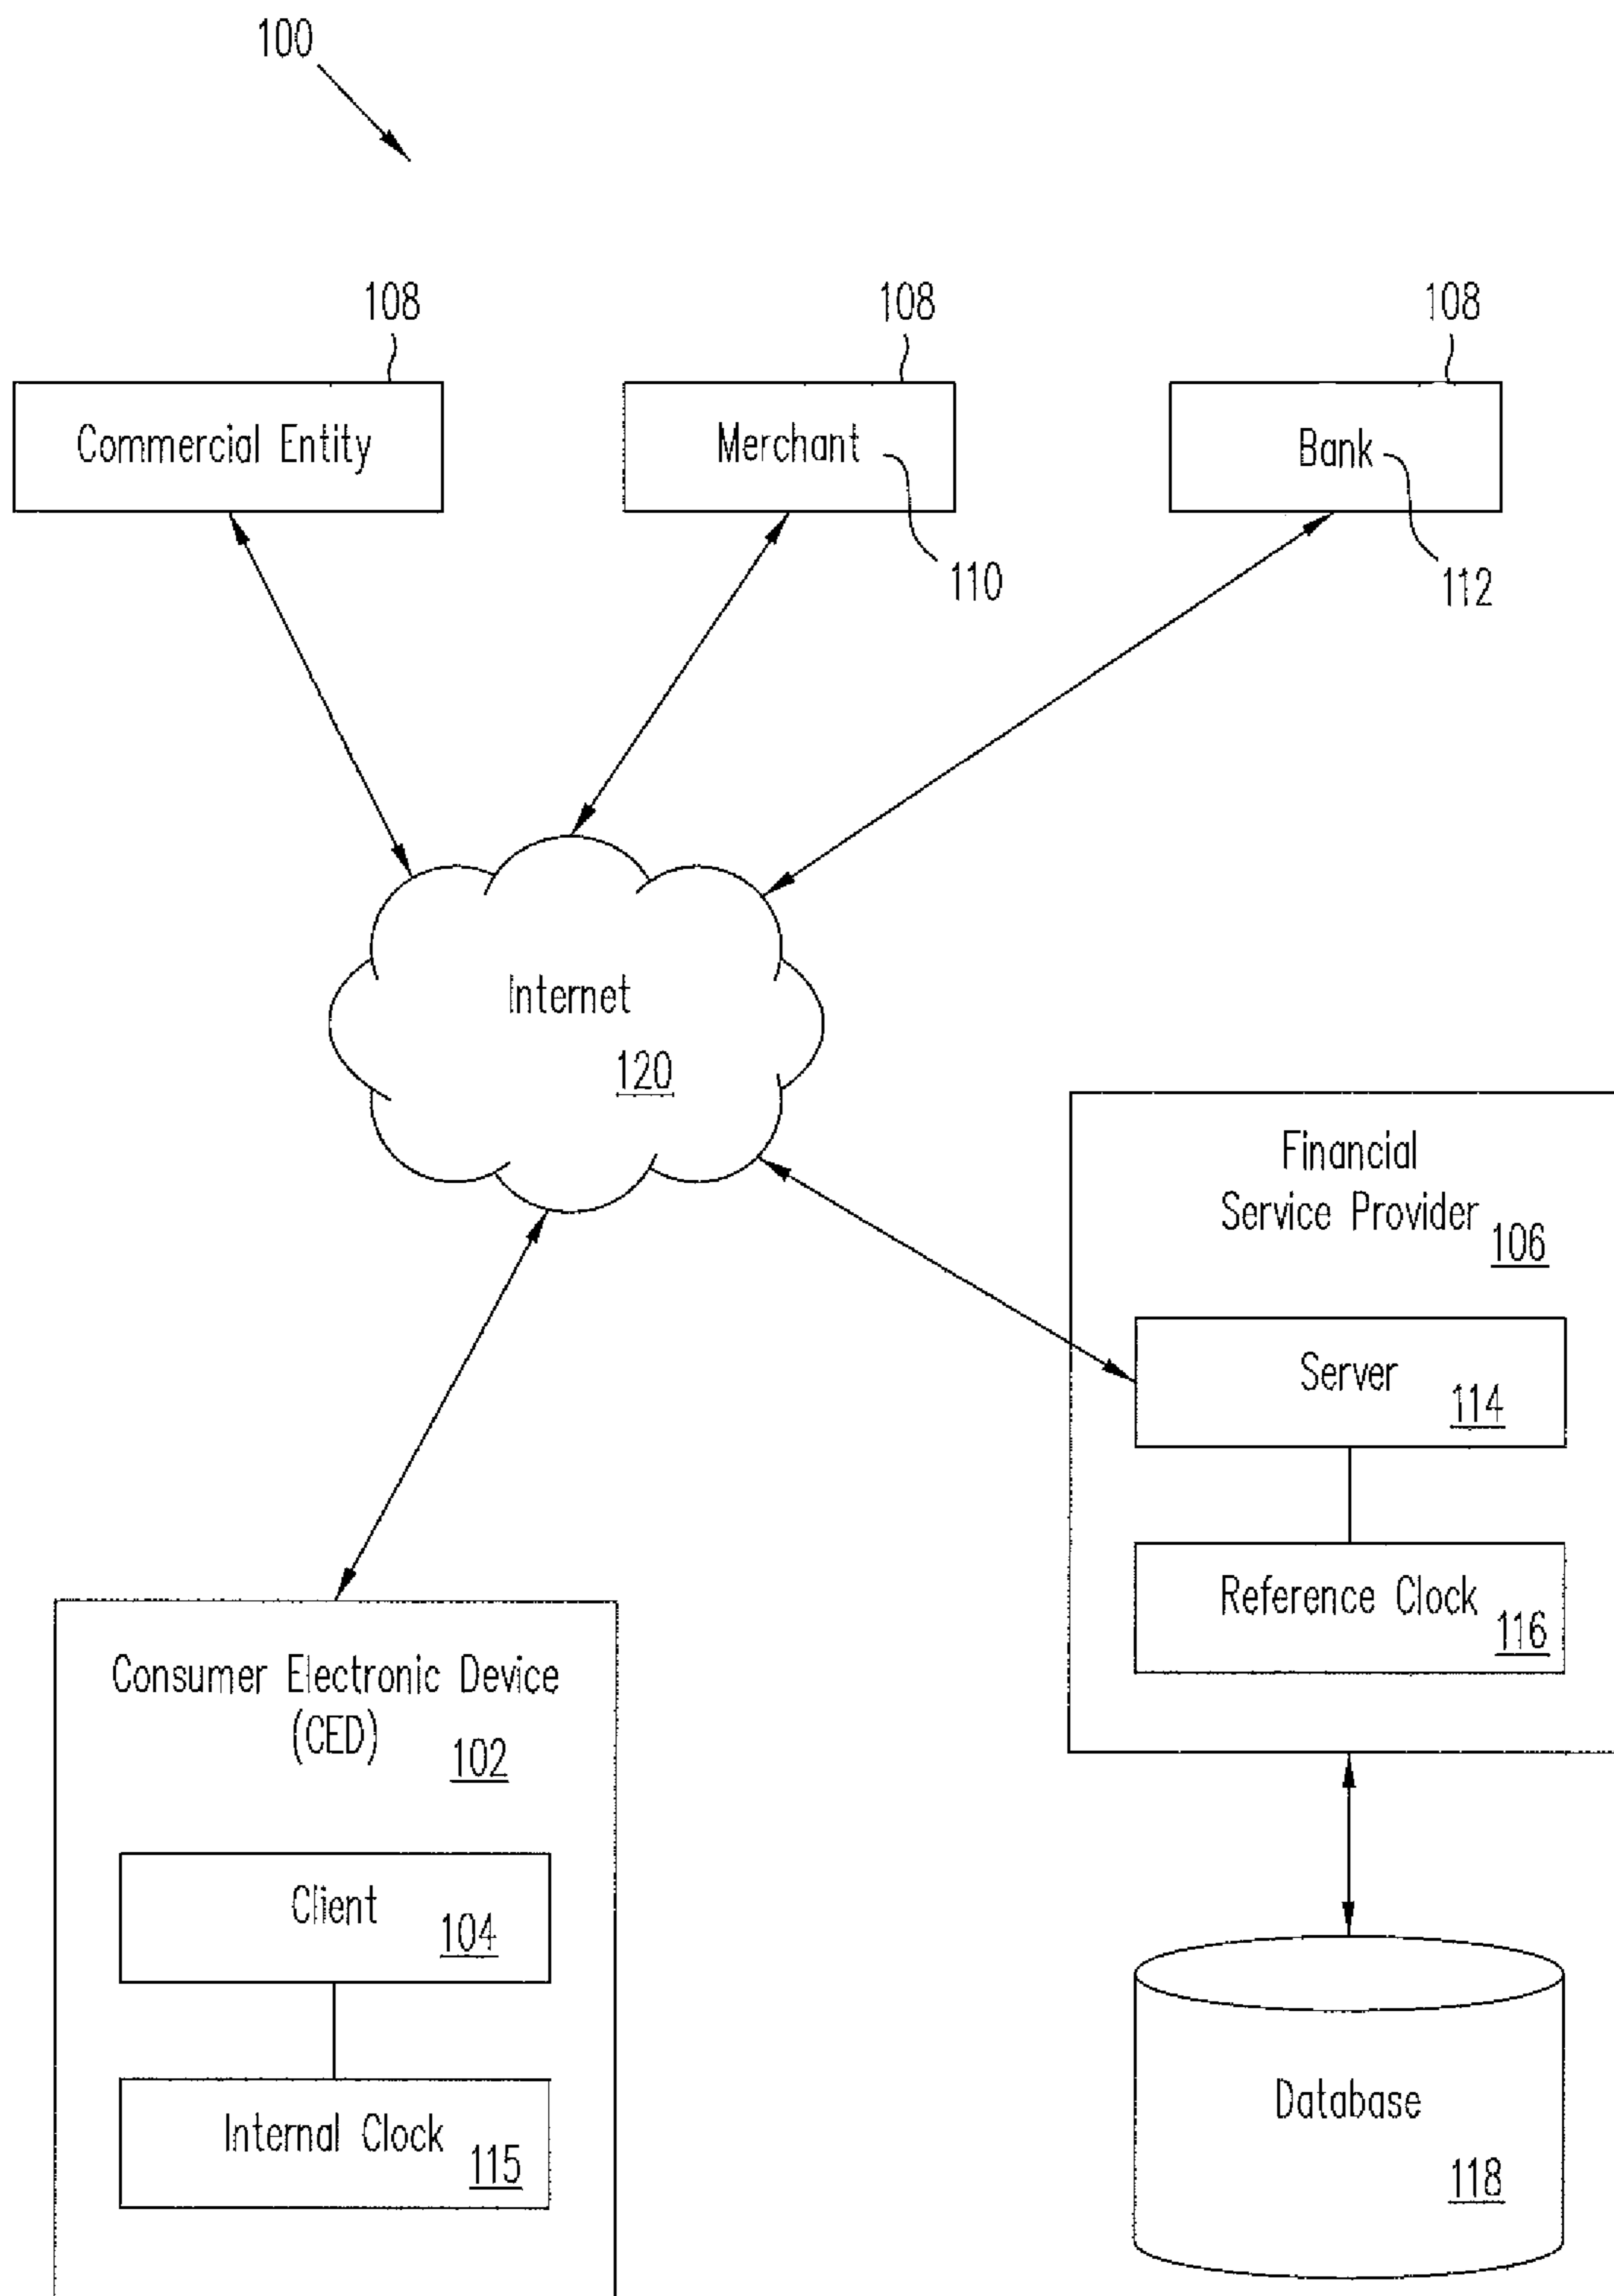 100
108
108
108
Commercial Entity
Merchant
Bank
110
112
Internet
120
Financial
Service Provider
106
Server
114
Reference Clock
116
Consumer Electronic Device
(CED)
102
Client
104
Internal Clock
115
Database
118